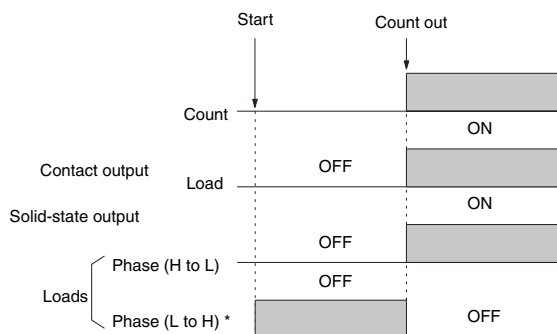 Start
Count out
Count
ON
Contact output
OFF
Load
ON
Solid-state output
OFF
Phase (H to L)
OFF
Loads
Phase (L to H) *
OFF